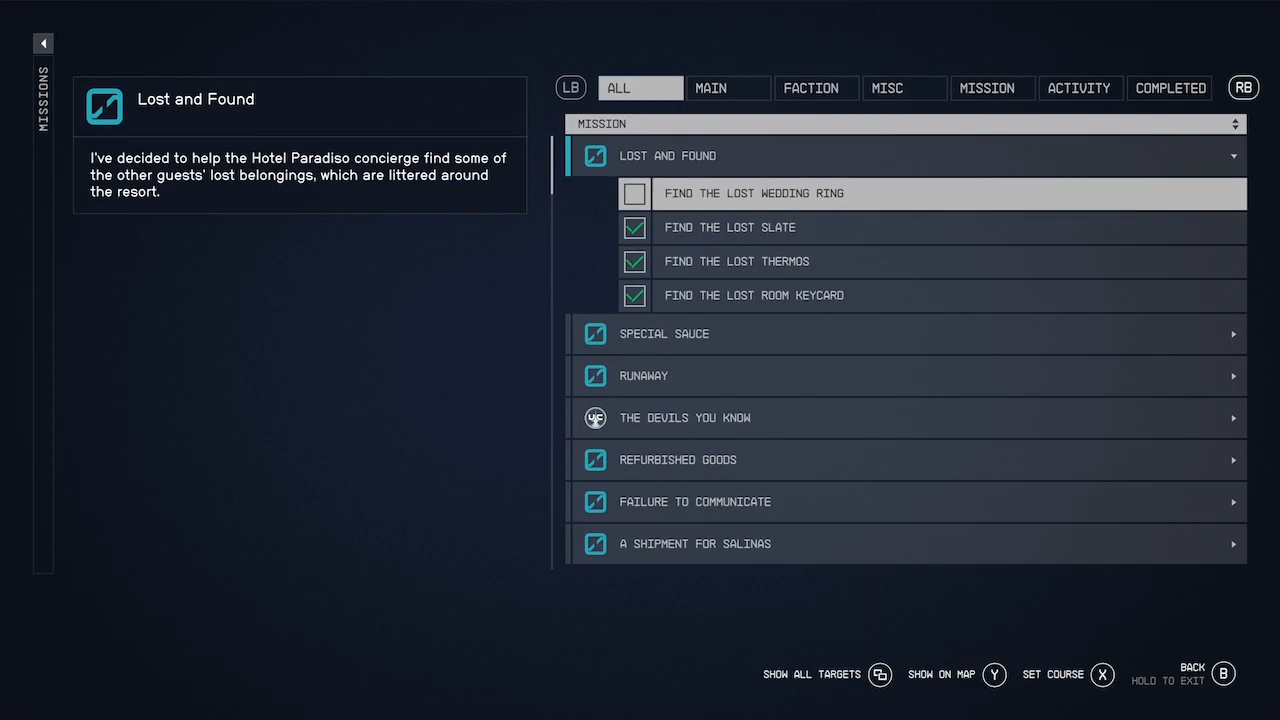 MISSIONS
Lost and Found
I've decided to help the Hotel Paradiso concierge find some of
the other guests' lost belongings, which are littered around
the resort.
LB
ALL
MAIN
FACTION
MISC
MISSION
ACTIVITY
COMPLETED
RB
MISSION
LOST AND FOUND
FIND THE LOST WEDDING RING
FIND THE LOST SLATE
FIND THE LOST THERMOS
FIND THE LOST ROOM KEYCARD
SPECIAL SAUCE
RUNAWAY
UC
THE DEVILS YOU KNOW
REFURBISHED GOODS
FAILURE TO COMMUNICATE
A SHIPMENT FOR SALINAS
SHOW ALL TARGETS
SHOW ON MAP
Y
SET COURSE
X
BACK
HOLD TO EXIT
B